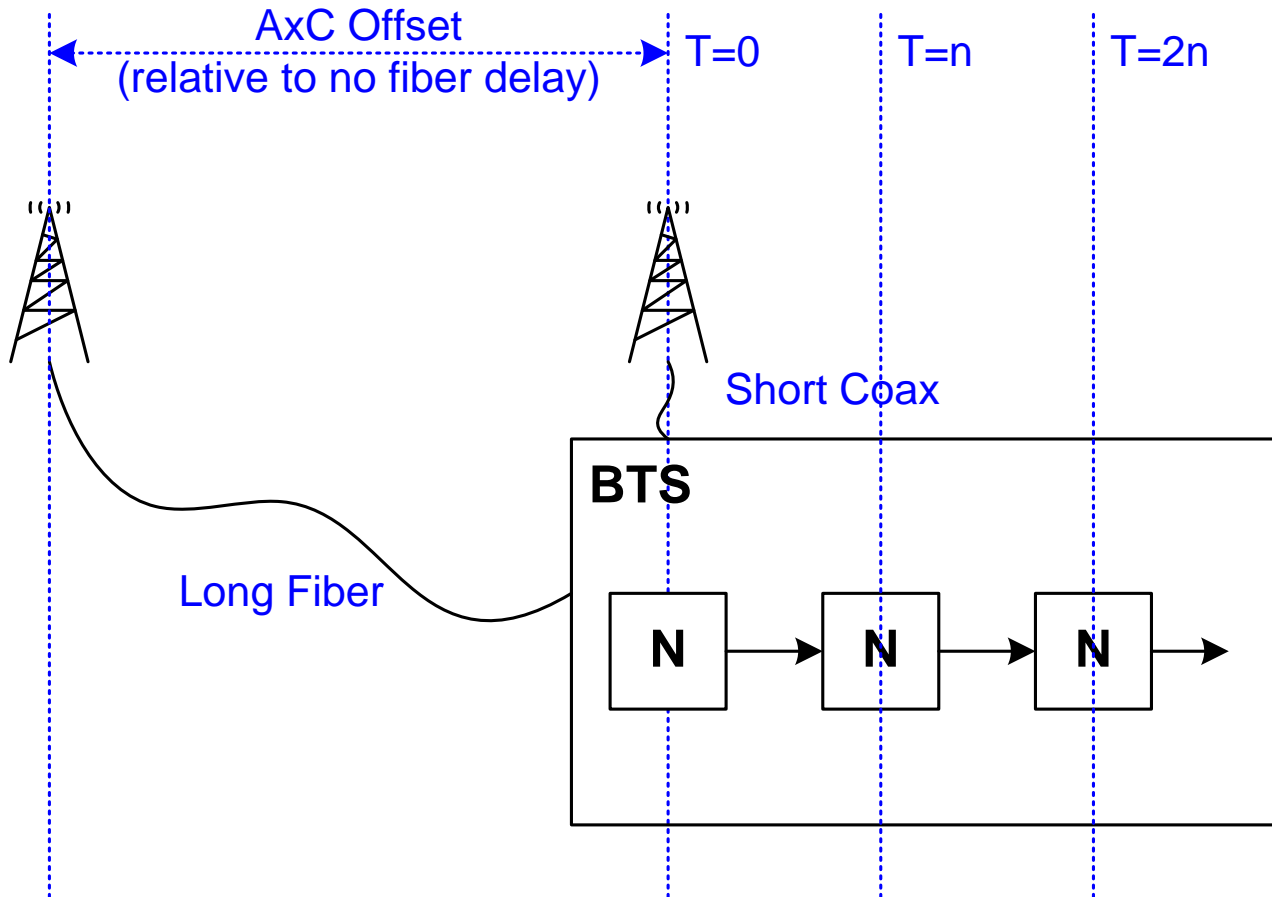 AxC Offset
(relative to no fiber delay)
T=0
T=n
T=2n
Short Coax
BTS
Long Fiber
N
N
N